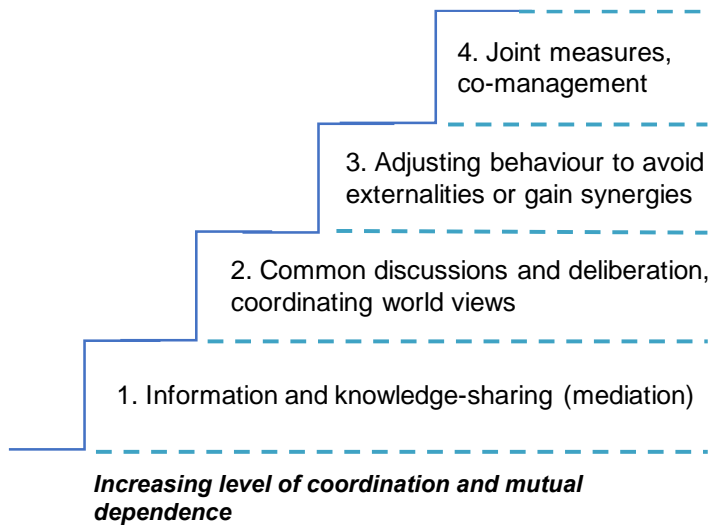 4. Joint measures,
co-management
3. Adjusting behaviour to avoid
externalities or gain synergies
2. Common discussions and deliberation,
coordinating world views
1. Information and knowledge-sharing (mediation)
Increasing level of coordination and mutual
dependence